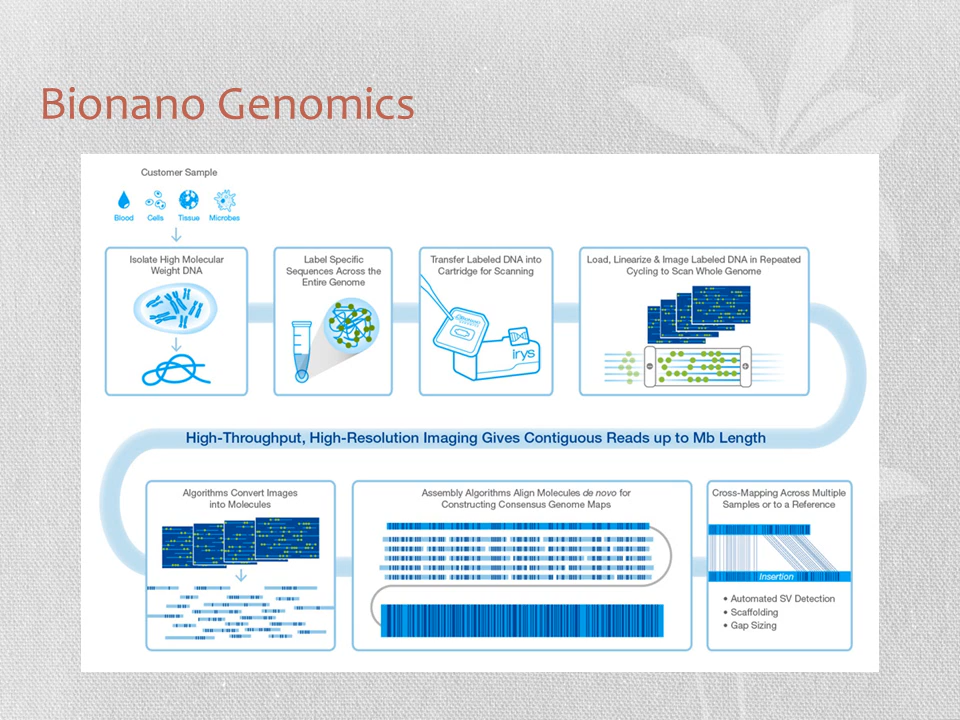 Bionano Genomics
Customer Sample
Blood Cells Tissue Microbes
Isolate High Molecular
Weight DNA
Label Specific
Sequences Across the
Entire Genome
Transfer Labeled DNA into
Cartridge for Scanning
irys
Load, Linearize & Image Labeled DNA in Repeated
Cycling to Scan Whole Genome
High-Throughput, High-Resolution Imaging Gives Contiguous Reads up to Mb Length
Algorithms Convert Images
into Molecules
Assembly Algorithms Align Molecules de novo for
Constructing Consensus Genome Maps
Cross-Mapping Across Multiple
Samples or to a Reference
Insertion
• Automated SV Detection
• Scaffolding
• Gap Sizing